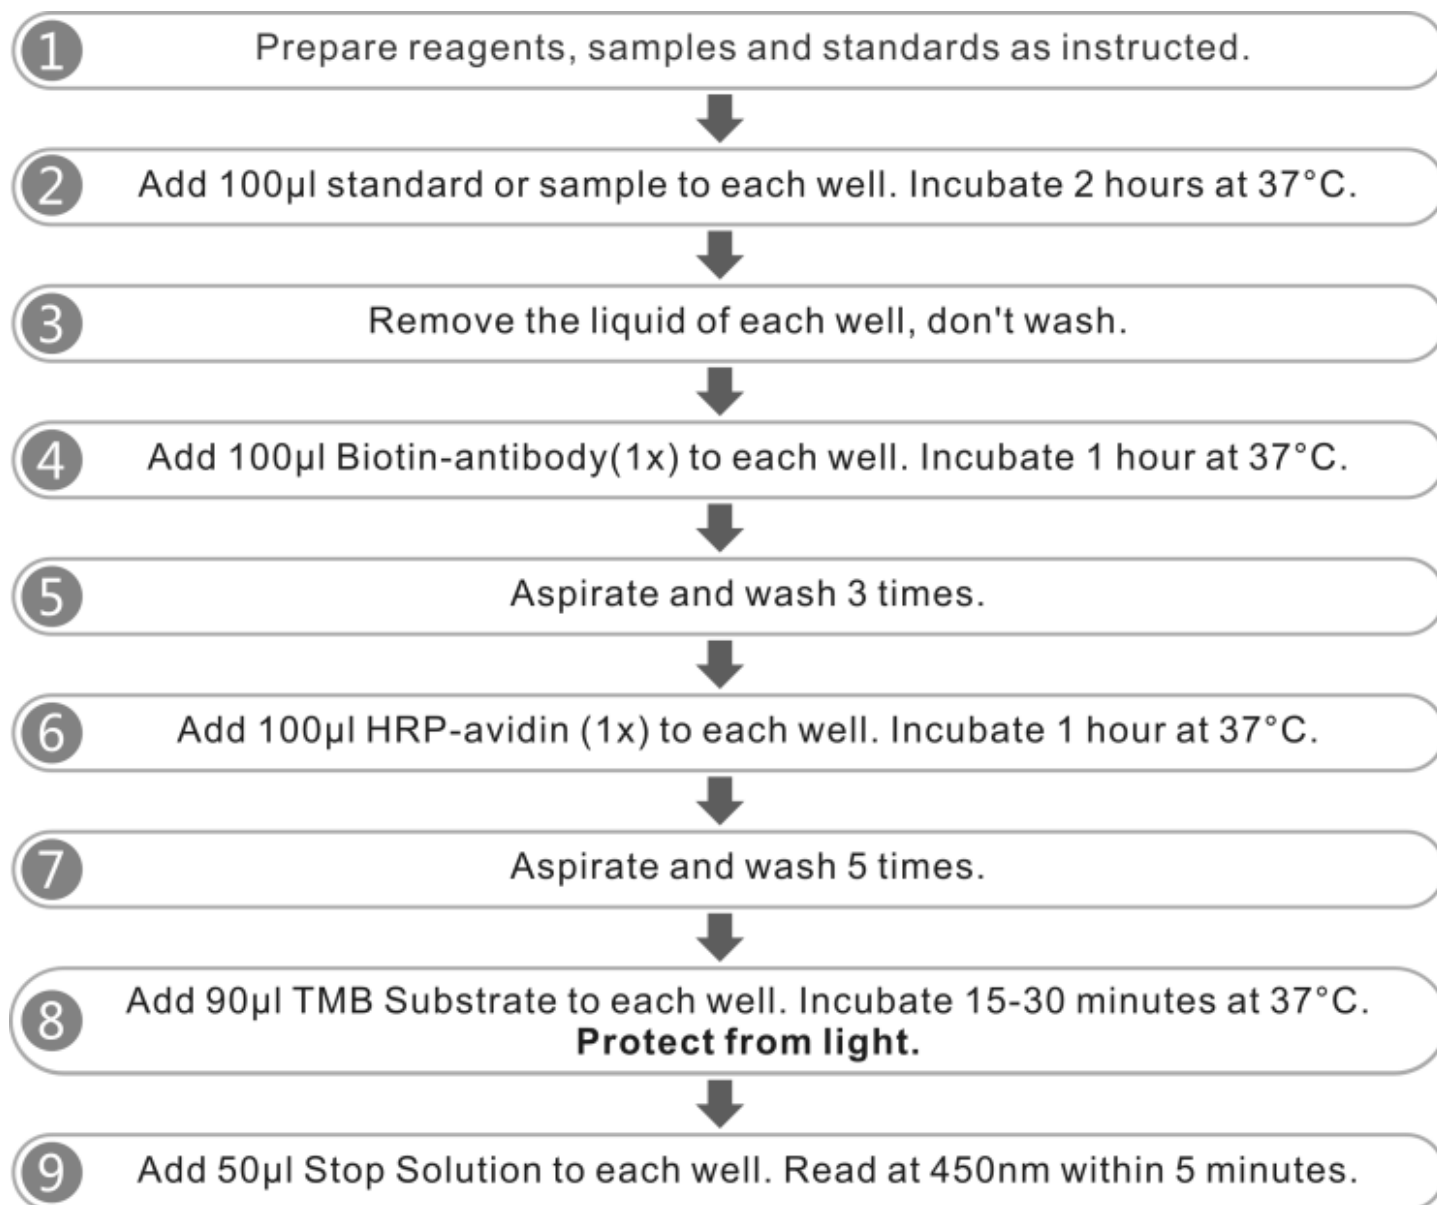 1 Prepare reagents, samples and standards as instructed.
2 Add 100µl standard or sample to each well. Incubate 2 hours at 37°C.
3 Remove the liquid of each well, don't wash.
4 Add 100µl Biotin-antibody(1x) to each well. Incubate 1 hour at 37°C.
5 Aspirate and wash 3 times.
6 Add 100µl HRP-avidin (1x) to each well. Incubate 1 hour at 37°C.
7 Aspirate and wash 5 times.
8 Add 90µl TMB Substrate to each well. Incubate 15-30 minutes at 37°C.
Protect from light.
9 Add 50µl Stop Solution to each well. Read at 450nm within 5 minutes.